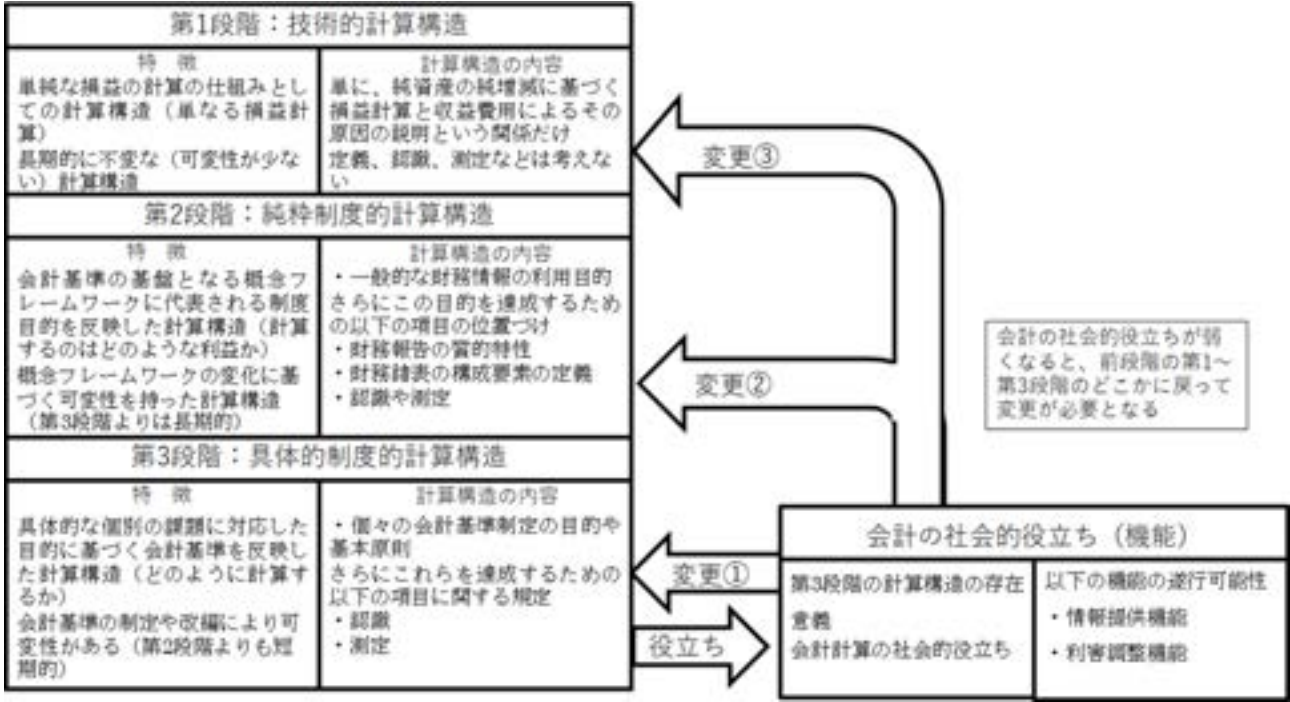 第1段階：技術的計算構造
特　徴
単純な損益の計算の仕組みとし
ての計算構造（単なる損益計
算）
長期的に不変な（可変性が少な
い）計算構造
計算構造の内容
単に、純資産の純増減に基づく
損益計算と収益費用によるその
原因の説明という関係だけ
定義、認識、測定などは考えな
い
第2段階：純粋制度的計算構造
特　徴
会計基準の基盤となる概念フ
レームワークに代表される制度
目的を反映した計算構造（計算
するのはどのような利益か）
概念フレームワークの変化に基
づく可変性を持った計算構造
（第3段階よりは長期的）
計算構造の内容
・一般的な財務情報の利用目的
さらにこの目的を達成するため
の以下の項目の位置づけ
・財務報告の質的特性
・財務諸表の構成要素の定義
・認識や測定
第3段階：具体的制度的計算構造
特　徴
具体的な個別の課題に対応した
目的に基づく会計基準を反映し
た計算構造（どのように計算す
るか）
会計基準の制定や改編により可
変性がある（第2段階よりも短
期的）
計算構造の内容
・個々の会計基準制定の目的や
基本原則
さらにこれらを達成するための
以下の項目に関する規定
・認識
・測定
変更③
変更②
変更①
役立ち
会計の社会的役立ちが弱
くなると、前段階の第1～
第3段階のどこかに戻って
変更が必要となる
会計の社会的役立ち（機能）
第3段階の計算構造の存在
意義
会計計算の社会的役立ち
以下の機能の遂行可能性
・情報提供機能
・利害調整機能